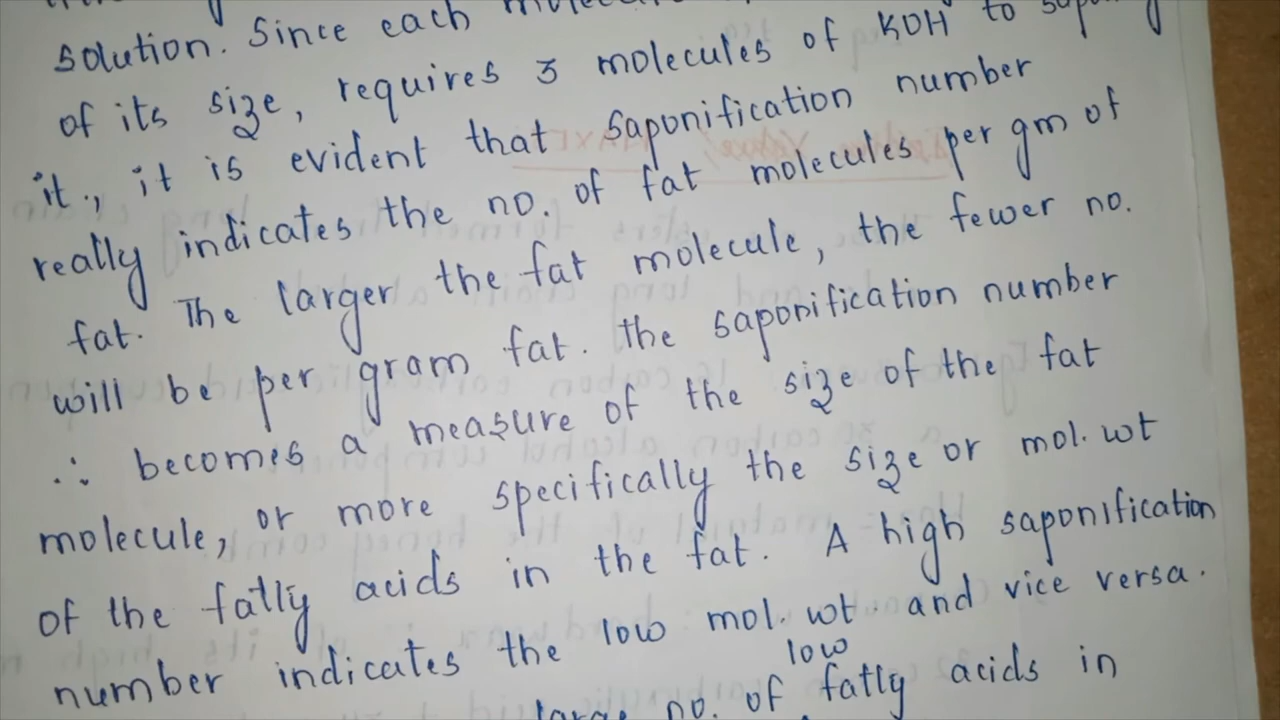 solution. Since each
of its size, requires 3 molecules of KOH to
it., it is evident that saponification number
really indicates the no. of fat molecules per gm of
fat. The larger the fat molecule, the fewer no.
will be per gram fat. the saponification number
∴ becomes a measure of the size of the fat
molecule, or more specifically the size or mol. wt
of the fatty acids in the fat. A high saponification
number indicates the low mol. wt. and vice versa.
low
large no. of fatty acids in